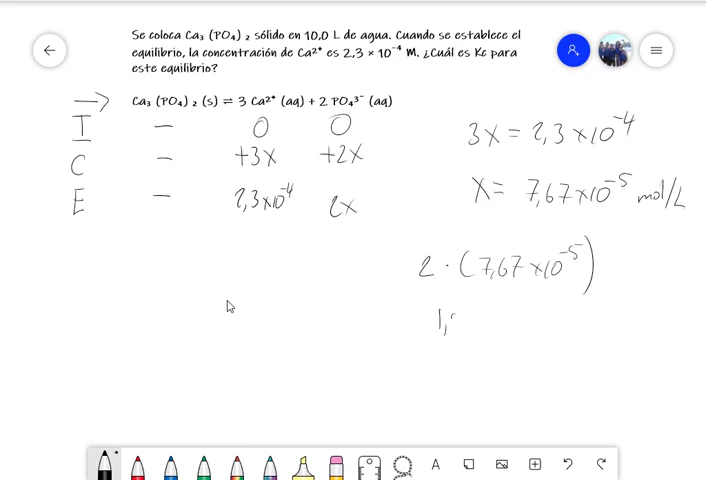 Se coloca Ca₃ (PO₄) ₂ sólido en 10.0 L de agua. Cuando se establece el
equilibrio, la concentración de Ca²⁺ es 2.3 × 10⁻⁴ M. ¿Cuál es Kc para
este equilibrio?
→ Ca₃ (PO₄) ₂ (s) ⇌ 3 Ca²⁺ (aq) + 2 PO₄³⁻ (aq)
I — 0 0
C — +3x +2x
E — 2,3×10⁻⁴ 2x
3x = 2,3×10⁻⁴
x = 7,67×10⁻⁵ mol/L
2 · (7,67×10⁻⁵)
1,
A